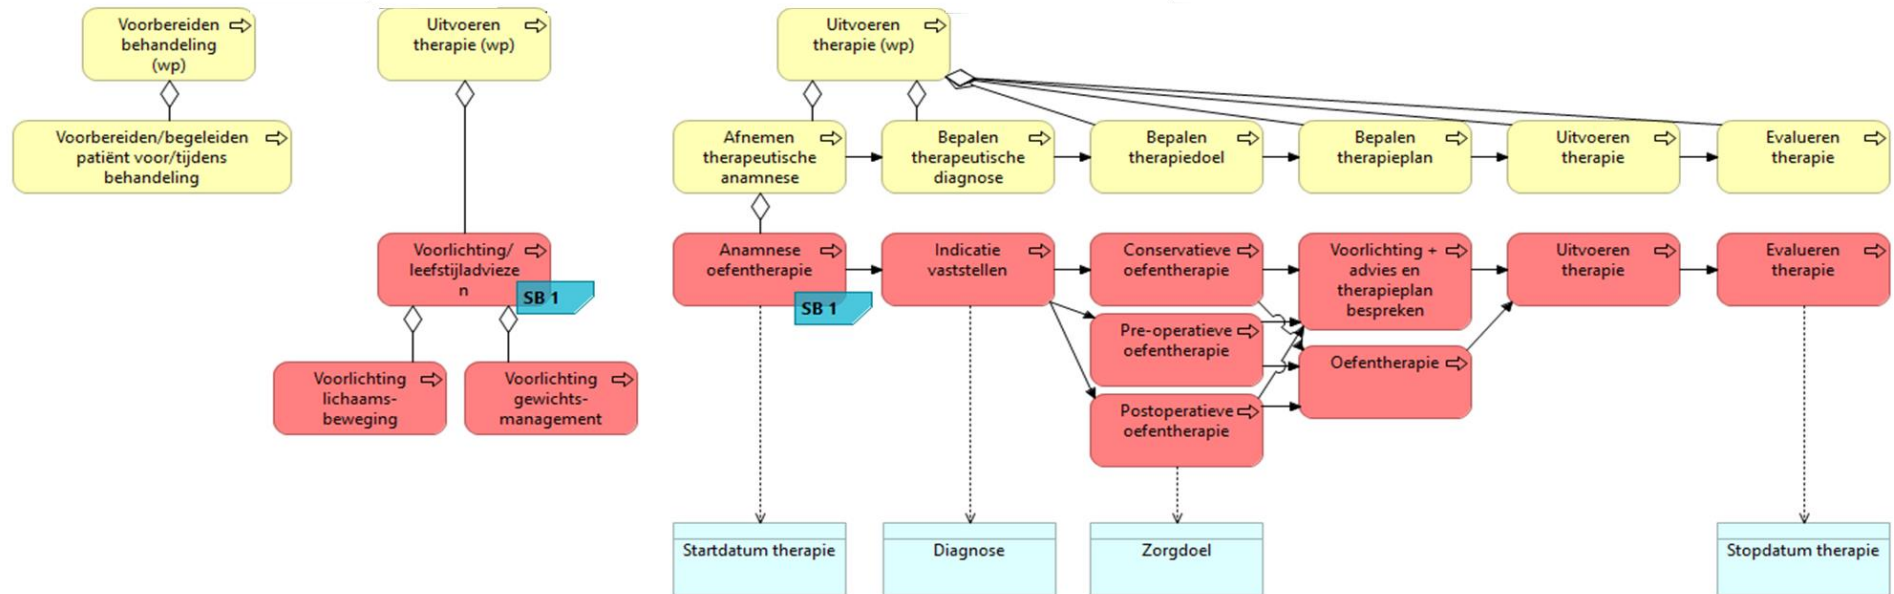 Voorbereiden
behandeling
(wp)
Uitvoeren
therapie (wp)
Uitvoeren
therapie (wp)
Voorbereiden/begeleiden
patiënt voor/tijdens
behandeling
Afnemen
therapeutische
anamnese
Bepalen
therapeutische
diagnose
Bepalen
therapiedoel
Bepalen
therapieplan
Uitvoeren
therapie
Evalueren
therapie
Voorlichting/
leefstijladvieze
n
SB 1
Anamnese
oefentherapie
SB 1
Indicatie
vaststellen
Conservatieve
oefentherapie
Voorlichting +
advies en
therapieplan
bespreken
Uitvoeren
therapie
Evalueren
therapie
Pre-operatieve
oefentherapie
Oefentherapie
Voorlichting
lichaams-
beweging
Voorlichting
gewichts-
management
Postoperatieve
oefentherapie
Startdatum therapie
Diagnose
Zorgdoel
Stopdatum therapie